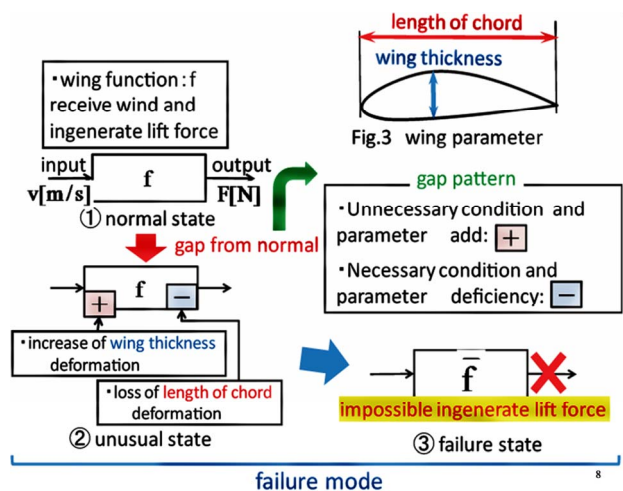 length of chord
wing thickness
Fig.3 wing parameter
・wing function:f
receive wind and
ingenerate lift force
input
f
output
v[m/s]
F[N]
① normal state
gap from normal
gap pattern
・Unnecessary condition and
parameter add: +
・Necessary condition and
parameter deficiency: −
f
+
−
・increase of wing thickness
deformation
・loss of length of chord
deformation
② unusual state
f̅
impossible ingenerate lift force
③ failure state
failure mode
8